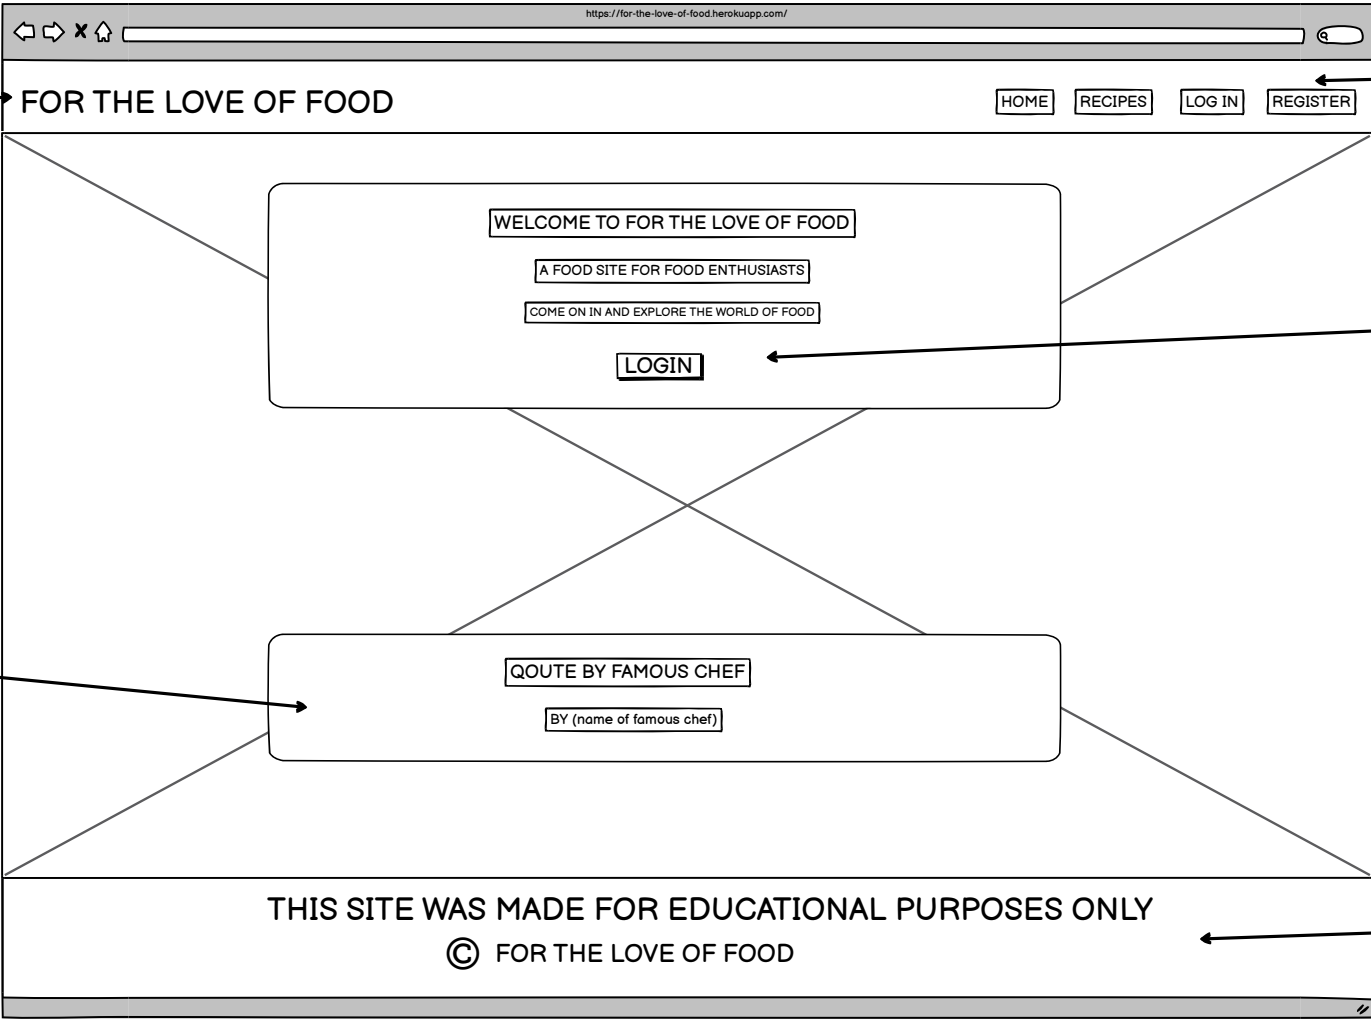 https://for-the-love-of-food.herokuapp.com/
FOR THE LOVE OF FOOD
HOME RECIPES LOG IN REGISTER
WELCOME TO FOR THE LOVE OF FOOD
A FOOD SITE FOR FOOD ENTHUSIASTS
COME ON IN AND EXPLORE THE WORLD OF FOOD
LOGIN
QOUTE BY FAMOUS CHEF
BY (name of famous chef)
THIS SITE WAS MADE FOR EDUCATIONAL PURPOSES ONLY
© FOR THE LOVE OF FOOD